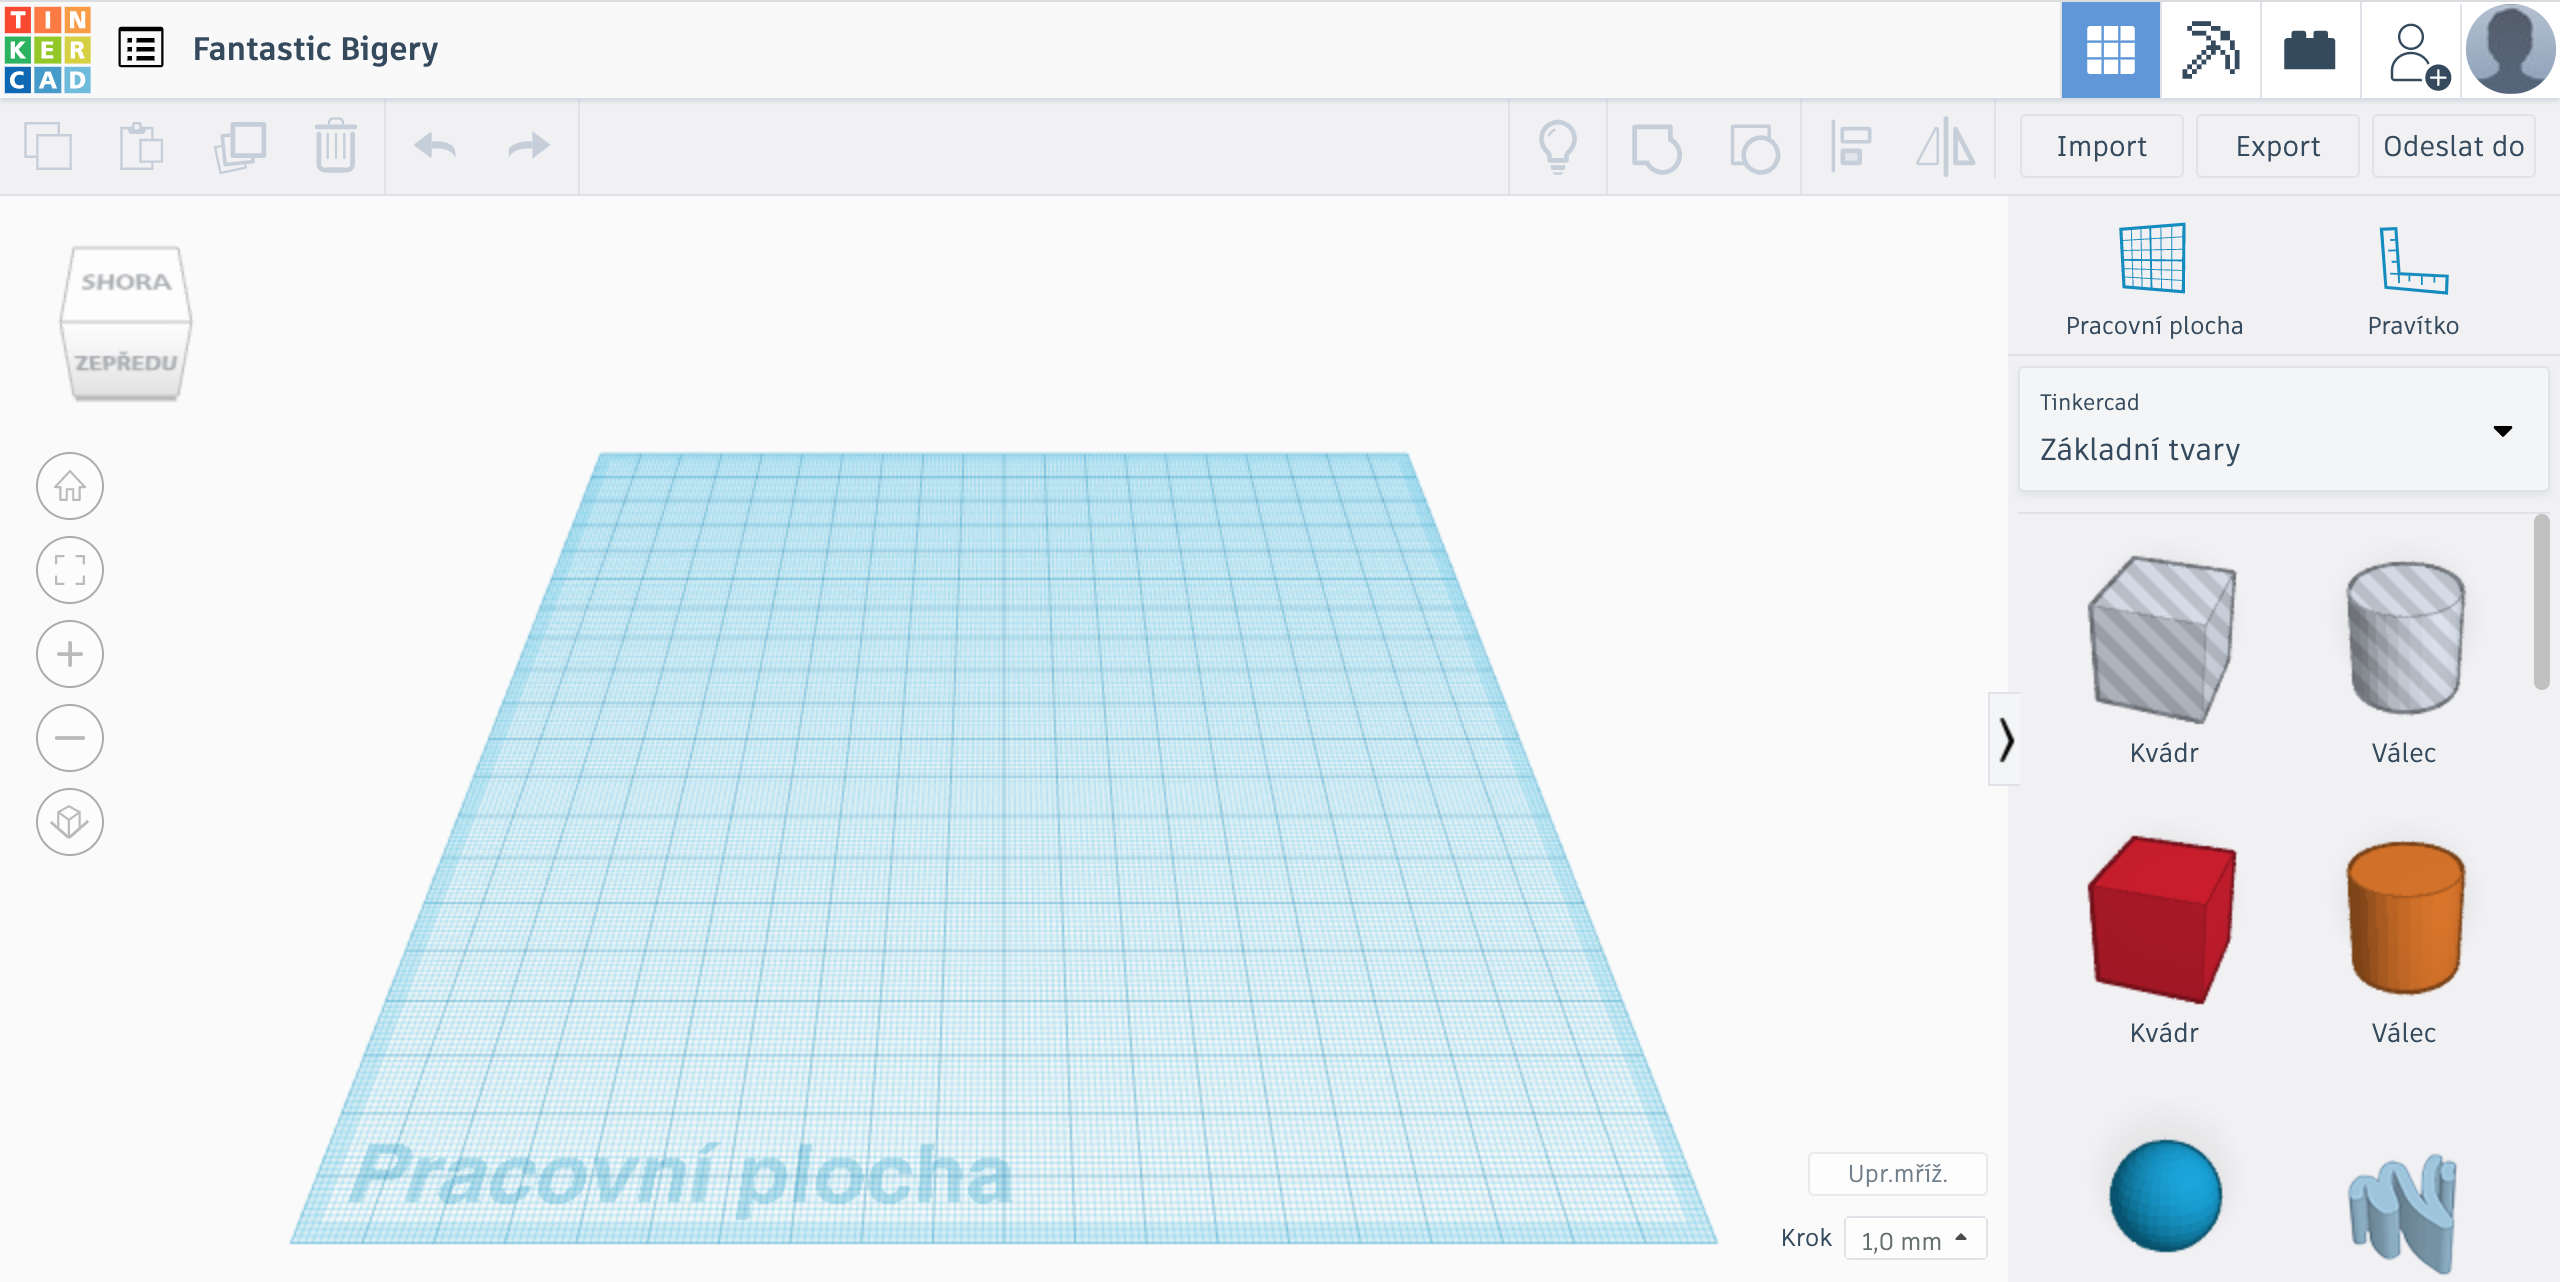 TIN
KER
CAD
Fantastic Bigery
Import
Export
Odeslat do
SHORA
ZEPŘEDU
Pracovní plocha
Pravítko
Tinkercad
Základní tvary
Kvádr
Válec
Kvádr
Válec
Pracovní plocha
Upr.mříž.
Krok
1,0 mm